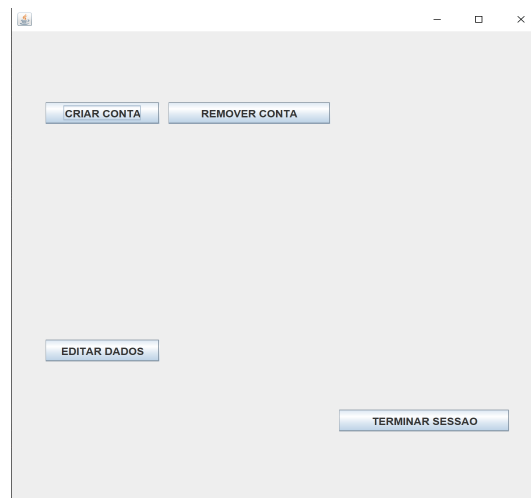 CRIAR CONTA
REMOVER CONTA
EDITAR DADOS
TERMINAR SESSAO